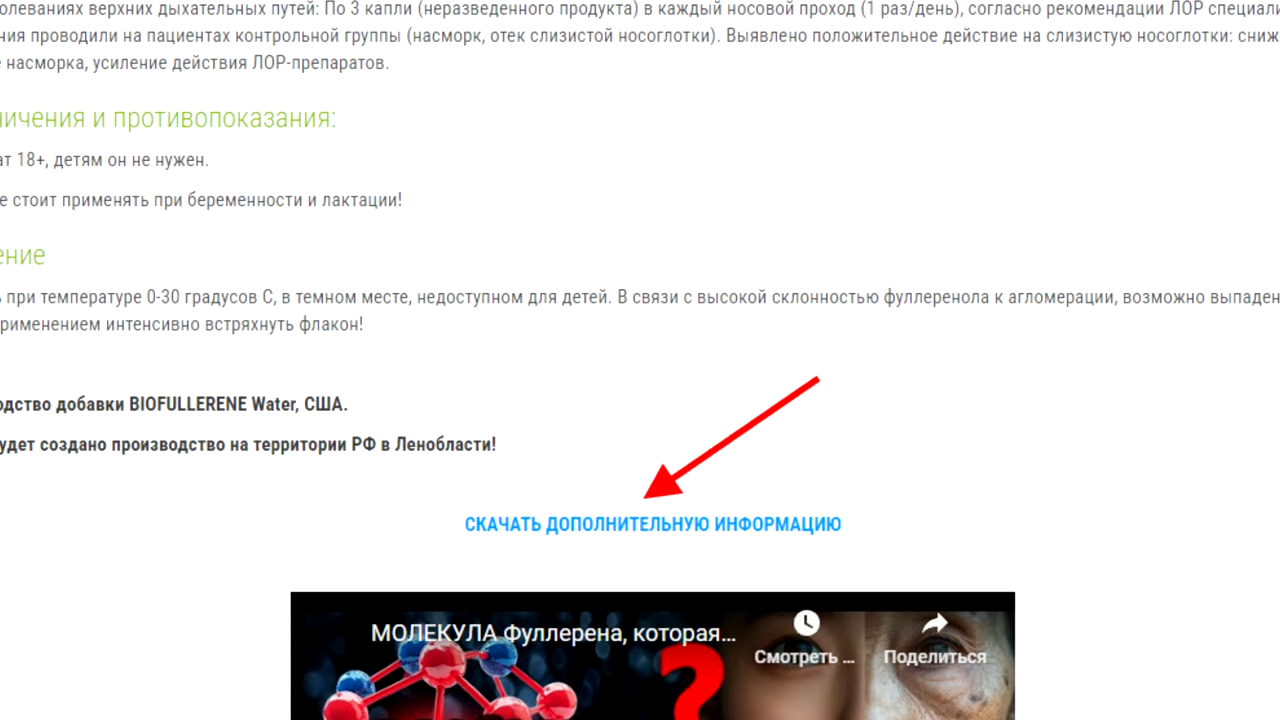 олеваниях верхних дыхательных путей: По 3 капли (неразведенного продукта) в каждый носовой проход (1 раз/день), согласно рекомендации ЛОР специали
ния проводили на пациентах контрольной группы (насморк, отек слизистой носоглотки). Выявлено положительное действие на слизистую носоглотки: сниж
е насморка, усиление действия ЛОР-препаратов.
ничения и противопоказания:
ат 18+, детям он не нужен.
е стоит применять при беременности и лактации!
ение
ь при температуре 0-30 градусов С, в темном месте, недоступном для детей. В связи с высокой склонностью фуллеренола к агломерации, возможно выпаден
рименением интенсивно встряхнуть флакон!
одство добавки BIOFULLERENE Water, США.
удет создано производство на территории РФ в Ленобласти!
СКАЧАТЬ ДОПОЛНИТЕЛЬНУЮ ИНФОРМАЦИЮ
МОЛЕКУЛА Фуллерена, которая...
Смотреть ...
Поделиться
?